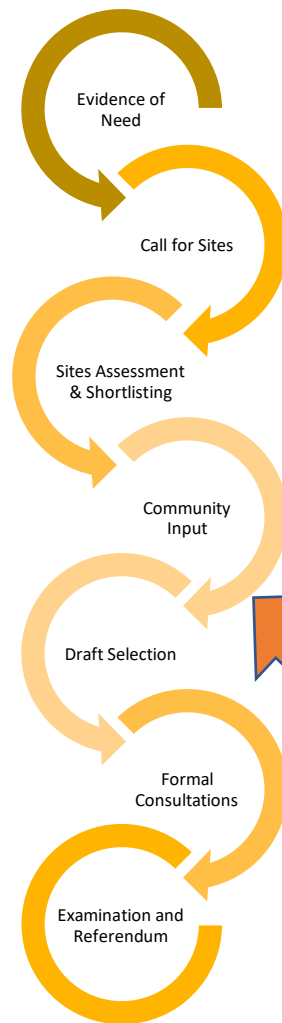 Evidence of
Need
Call for Sites
Sites Assessment
& Shortlisting
Community
Input
Draft Selection
Formal
Consultations
Examination and
Referendum